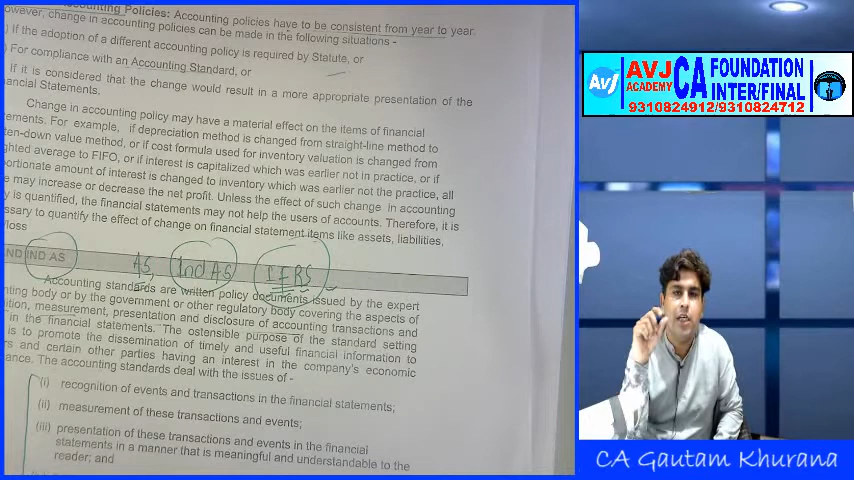 Accounting Policies: Accounting policies have to be consistent from year to year.
owever, change in accounting policies can be made in the following situations -
If the adoption of a different accounting policy is required by Statute, or
For compliance with an Accounting Standard, or
If it is considered that the change would result in a more appropriate presentation of the
ancial Statements.
Change in accounting policy may have a material effect on the items of financial
tements. For example, if depreciation method is changed from straight-line method to
ten-down value method, or if cost formula used for inventory valuation is changed from
ghted average to FIFO, or if interest is capitalized which was earlier not in practice, or if
portionate amount of interest is changed to inventory which was earlier not the practice, all
e may increase or decrease the net profit. Unless the effect of such change in accounting
y is quantified, the financial statements may not help the users of accounts. Therefore, it is
ssary to quantify the effect of change on financial statement items like assets, liabilities,
/loss
AND IND AS
AS, Ind AS IFRS
Accounting standards are written policy documents issued by the expert
nting body or by the government or other regulatory body covering the aspects of
ition, measurement, presentation and disclosure of accounting transactions and
in the financial statements. The ostensible purpose of the standard setting
is to promote the dissemination of timely and useful financial information to
rs and certain other parties having an interest in the company's economic
ance. The accounting standards deal with the issues of -
(i) recognition of events and transactions in the financial statements;
(ii) measurement of these transactions and events;
(iii) presentation of these transactions and events in the financial
statements in a manner that is meaningful and understandable to the
reader; and
AVJ
AVJ
ACADEMY
CA
FOUNDATION
INTER/FINAL
9310824912/9310824712
CA Gautam Khurana